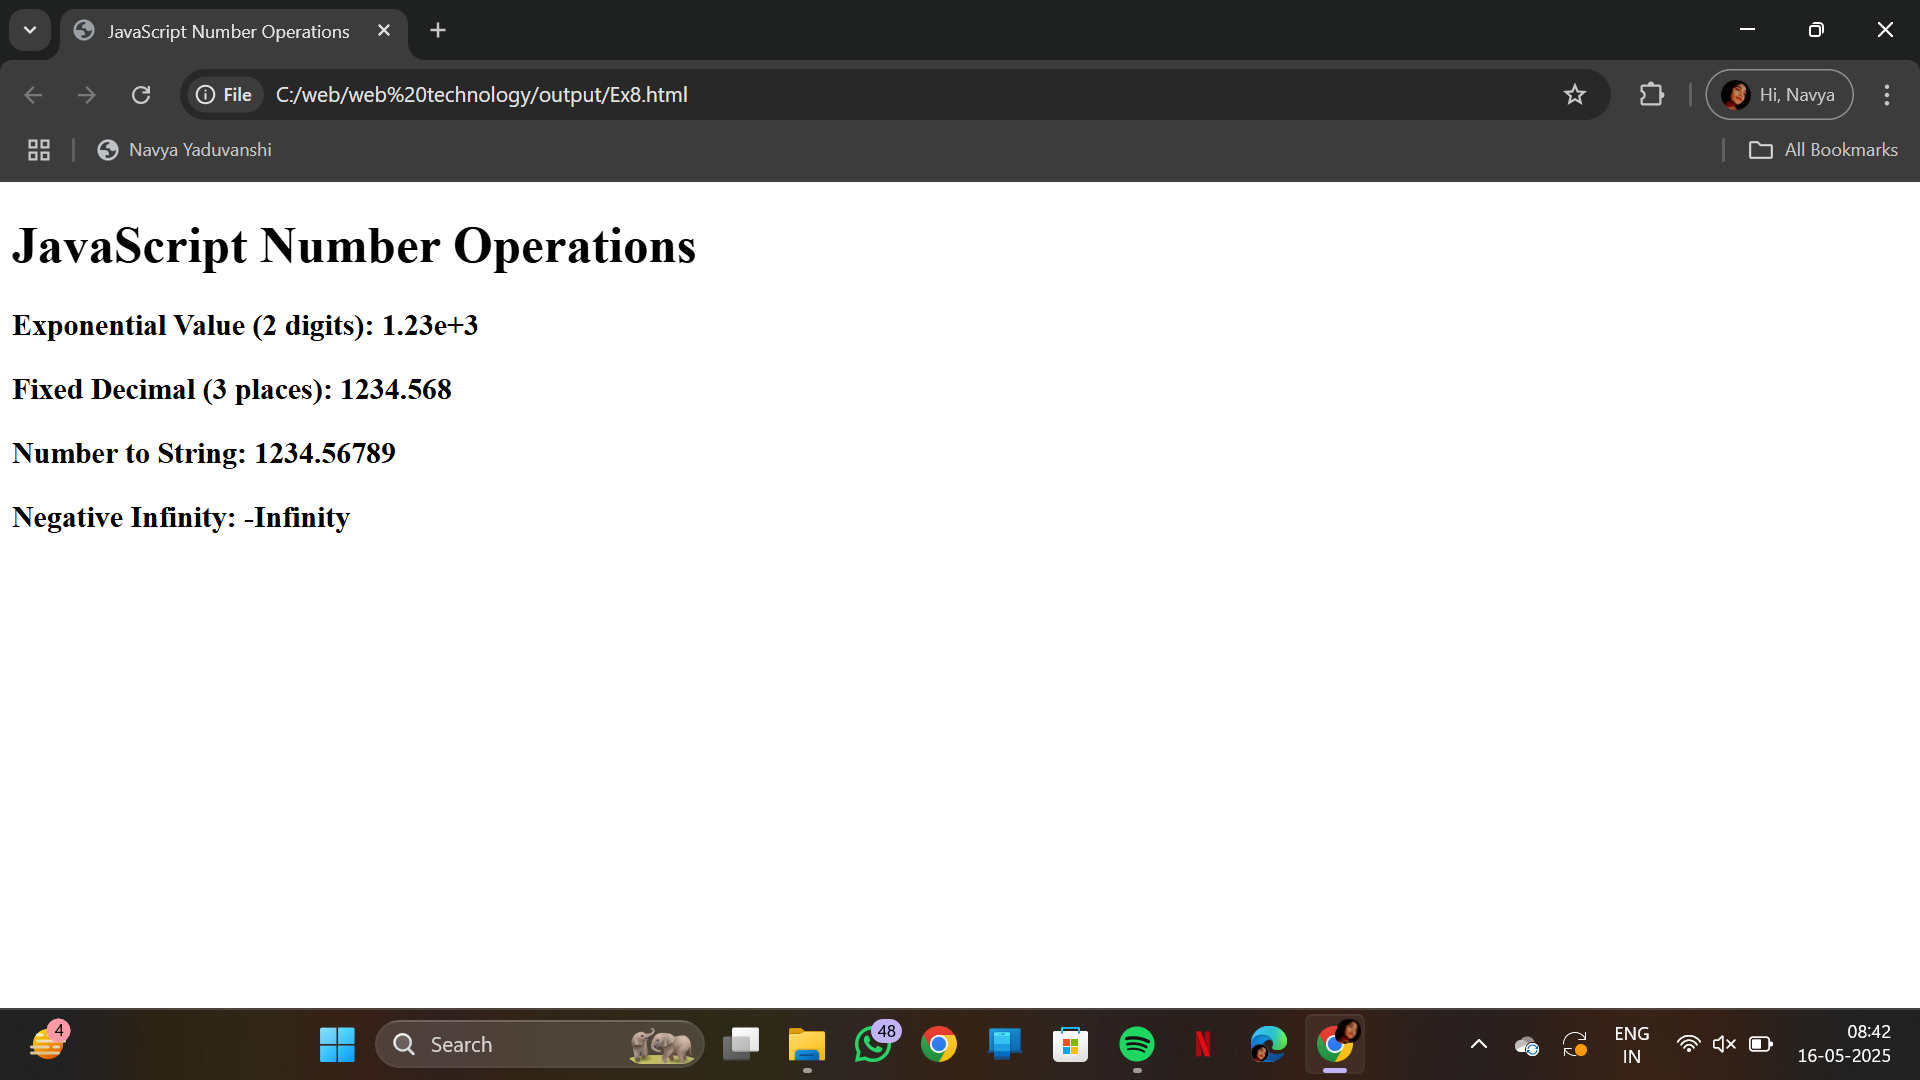 JavaScript Number Operations
File
C:/web/web%20technology/output/Ex8.html
Hi, Navya
Navya Yaduvanshi
All Bookmarks
JavaScript Number Operations
Exponential Value (2 digits): 1.23e+3
Fixed Decimal (3 places): 1234.568
Number to String: 1234.56789
Negative Infinity: -Infinity
4
Search
48
N
ENG
IN
08:42
16-05-2025